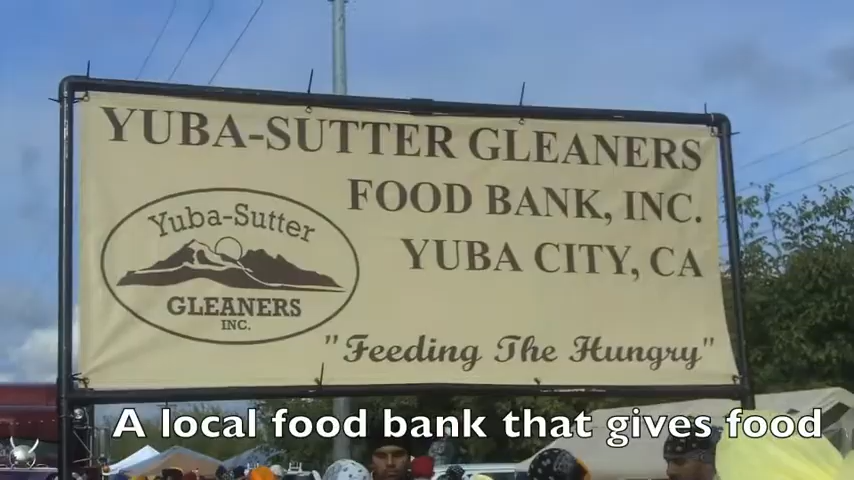 YUBA-SUTTER GLEANERS
FOOD BANK, INC.
YUBA CITY, CA
Yuba-Sutter
GLEANERS
INC.
"Feeding The Hungry"
A local food bank that gives food